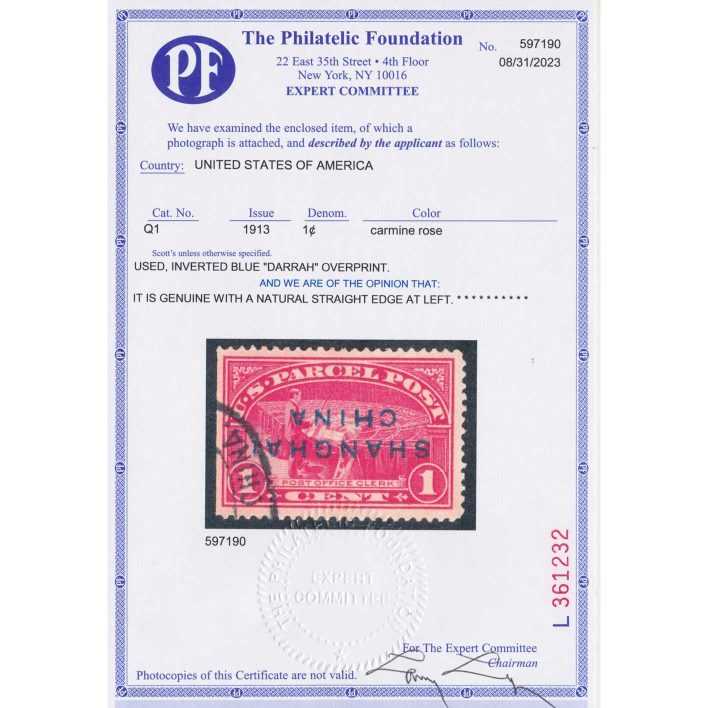 PF
The Philatelic Foundation
No. 597190
22 East 35th Street • 4th Floor
08/31/2023
New York, NY 10016
EXPERT COMMITTEE
We have examined the enclosed item, of which a
photograph is attached, and described by the applicant as follows:
Country: UNITED STATES OF AMERICA
Cat. No. Issue Denom. Color
Q1 1913 1¢ carmine rose
Scott's unless otherwise specified.
USED, INVERTED BLUE "DARRAH" OVERPRINT.
AND WE ARE OF THE OPINION THAT:
IT IS GENUINE WITH A NATURAL STRAIGHT EDGE AT LEFT. * * * * * * * * * *
U.S. PARCEL POST
SHANGHAI
CHINA
POST OFFICE CLERK
1 CENT 1
597190
THE PHILATELIC FOUNDATION
EXPERT
COMMITTEE
L 361232
For The Expert Committee
Chairman
Photocopies of this Certificate are not valid.